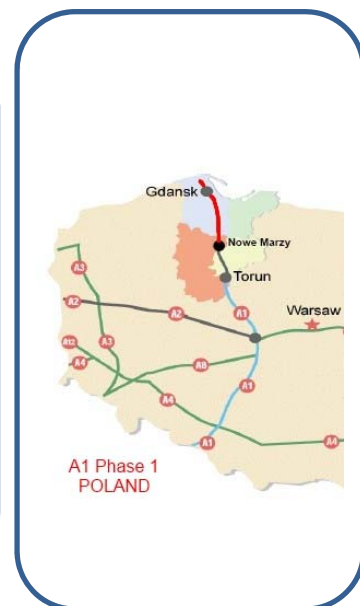 Gdansk
Nowe Marzy
Torun
A3
A1
Warsaw
A2
A2
A12
A3
A8
A4
A1
A4
A1
A4
A1 Phase 1
POLAND